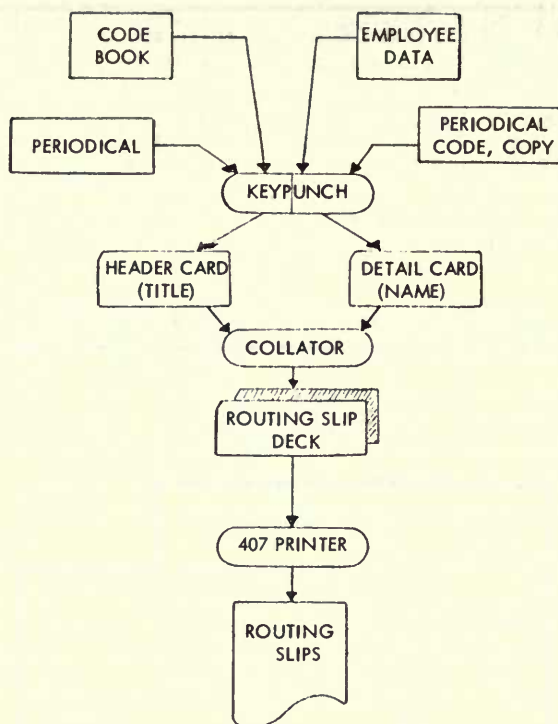 CODE
BOOK
EMPLOYEE
DATA
PERIODICAL
PERIODICAL
CODE, COPY
KEYPUNCH
HEADER CARD
(TITLE)
DETAIL CARD
(NAME)
COLLATOR
ROUTING SLIP
DECK
407 PRINTER
ROUTING
SLIPS